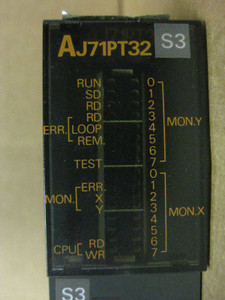 AJ71PT32 S3
RUN 0
SD 1
RD 2
RD 3
ERR. LOOP 4 MON.Y
REM. 5
6
TEST 7
0
ERR. 1
MON. X 2
Y 3 MON.X
4
5
CPU RD 6
WR 7
S3